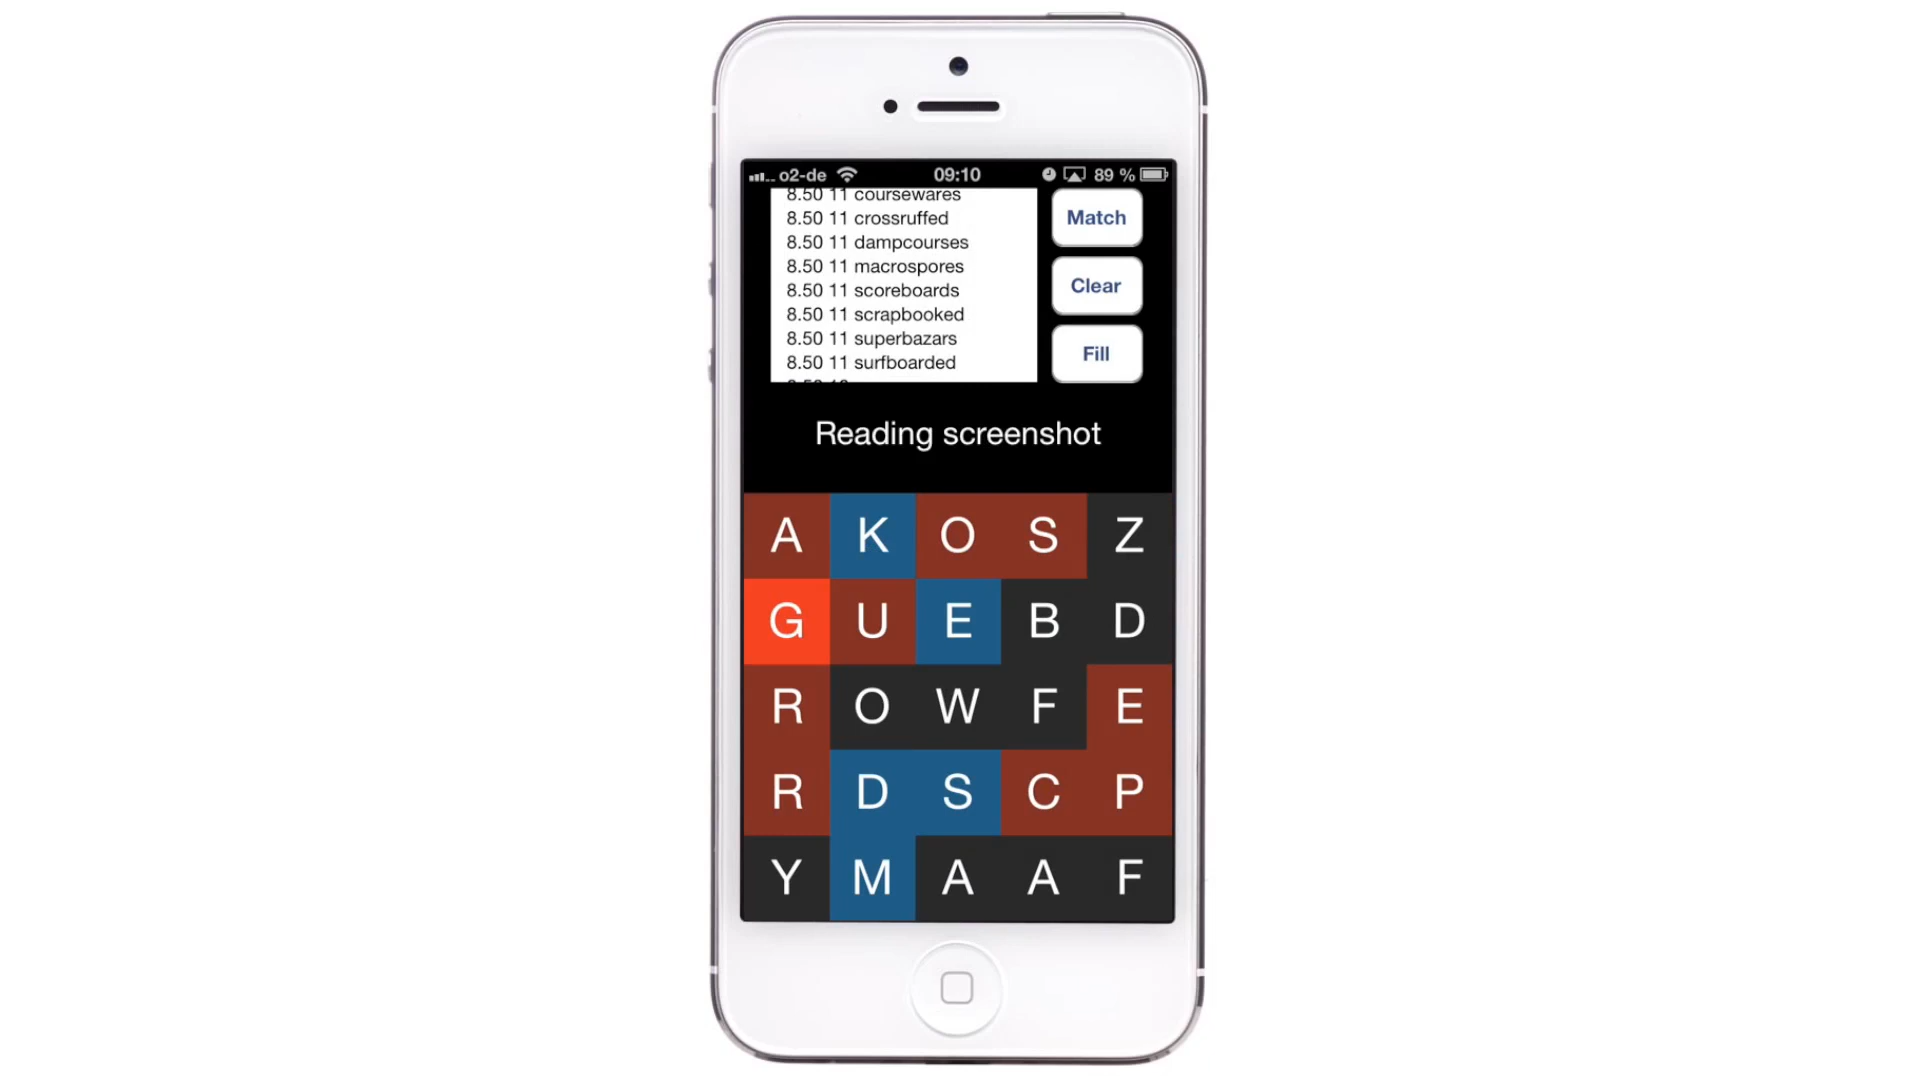 o2-de 09:10 89 %
8.50 11 coursewares
8.50 11 crossruffed
8.50 11 dampcourses
8.50 11 macrospores
8.50 11 scoreboards
8.50 11 scrapbooked
8.50 11 superbazars
8.50 11 surfboarded
Match
Clear
Fill
Reading screenshot
A K O S Z
G U E B D
R O W F E
R D S C P
Y M A A F